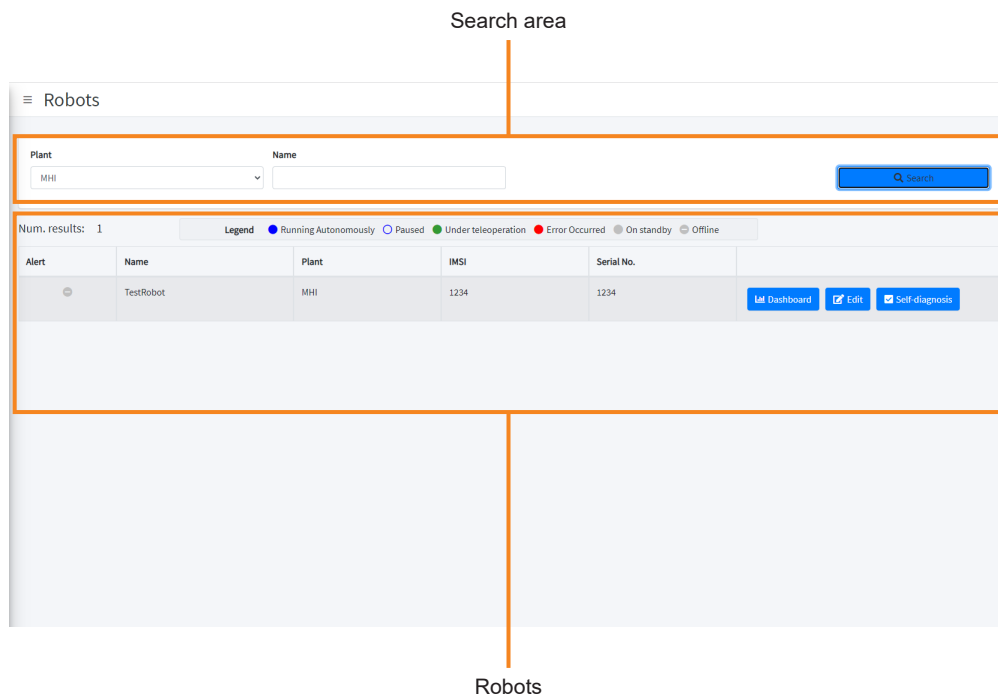 Search area
≡ Robots
Plant Name
MHI
Search
Num. results: 1 Legend Running Autonomously Paused Under teleoperation Error Occurred On standby Offline
Alert Name Plant IMSI Serial No.
TestRobot MHI 1234 1234 Dashboard Edit Self-diagnosis
Robots